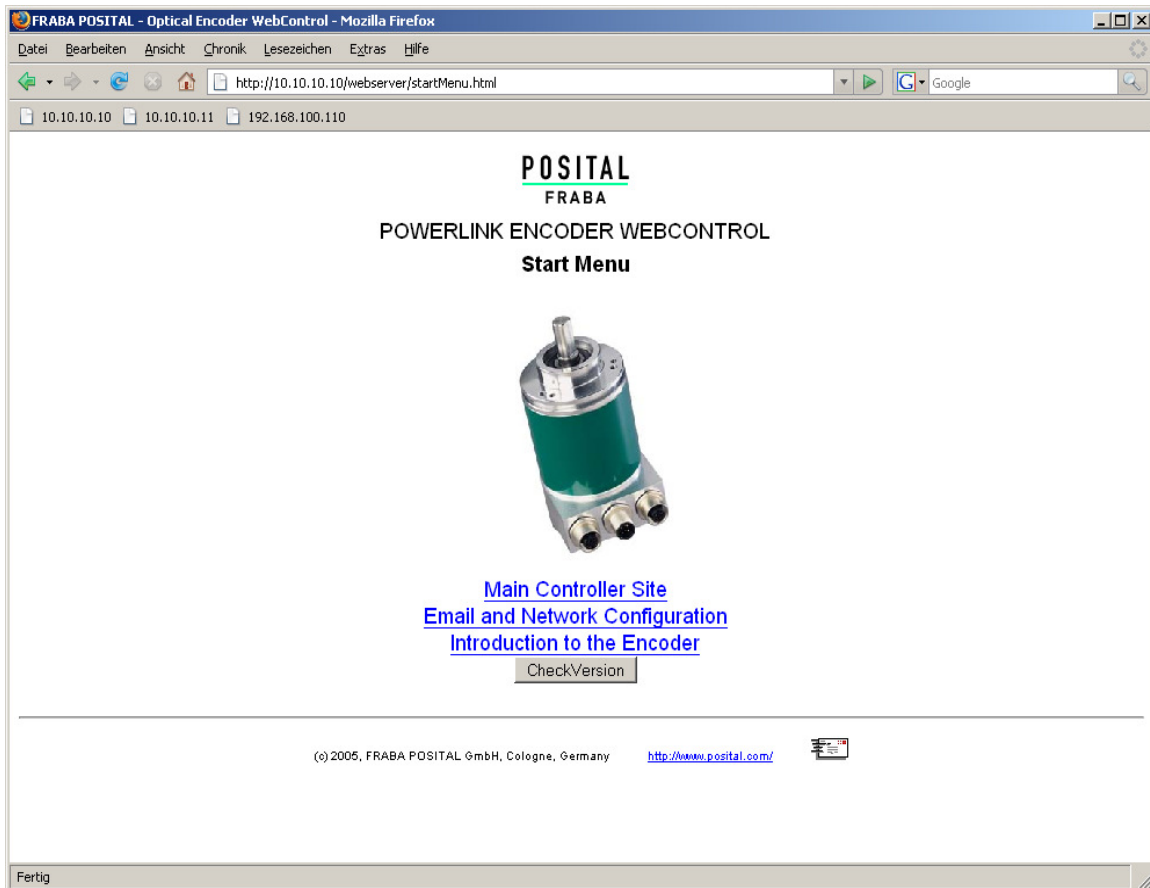 FRABA POSITAL - Optical Encoder WebControl - Mozilla Firefox
Datei Bearbeiten Ansicht Chronik Lesezeichen Extras Hilfe
http://10.10.10.10/webserver/startMenu.html G Google
10.10.10.10 10.10.10.11 192.168.100.110
POSITAL
FRABA
POWERLINK ENCODER WEBCONTROL
Start Menu
Main Controller Site
Email and Network Configuration
Introduction to the Encoder
CheckVersion
(c) 2005, FRABA POSITAL GmbH, Cologne, Germany http://www.posital.com/
Fertig